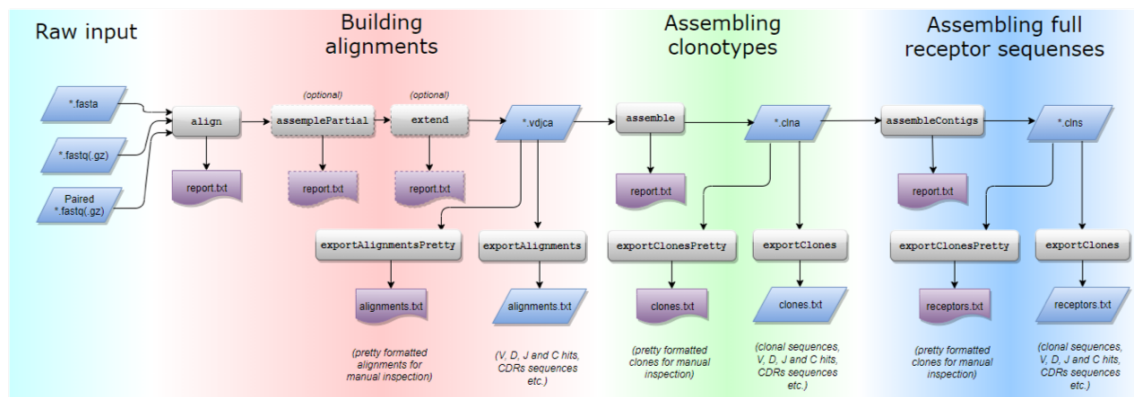 Raw input
Building
alignments
Assembling
clonotypes
Assembling full
receptor sequenses
*.fasta
*.fastq(.gz)
Paired
*.fastq(.gz)
align
report.txt
(optional)
assemplePartial
report.txt
(optional)
extend
report.txt
*.vdjca
exportAlignmentsPretty
alignments.txt
(pretty formatted
alignments for
manual inspection)
exportAlignments
alignments.txt
(V, D, J and C hits,
CDRs sequences
etc.)
assemble
report.txt
*.clna
exportClonesPretty
clones.txt
(pretty formatted
clones for manual
inspection)
exportClones
clones.txt
(clonal sequences,
V, D, J and C hits,
CDRs sequences
etc.)
assembleContigs
report.txt
*.clns
exportClonesPretty
receptors.txt
(pretty formatted
clones for manual
inspection)
exportClones
receptors.txt
(clonal sequences,
V, D, J and C hits,
CDRs sequences
etc.)